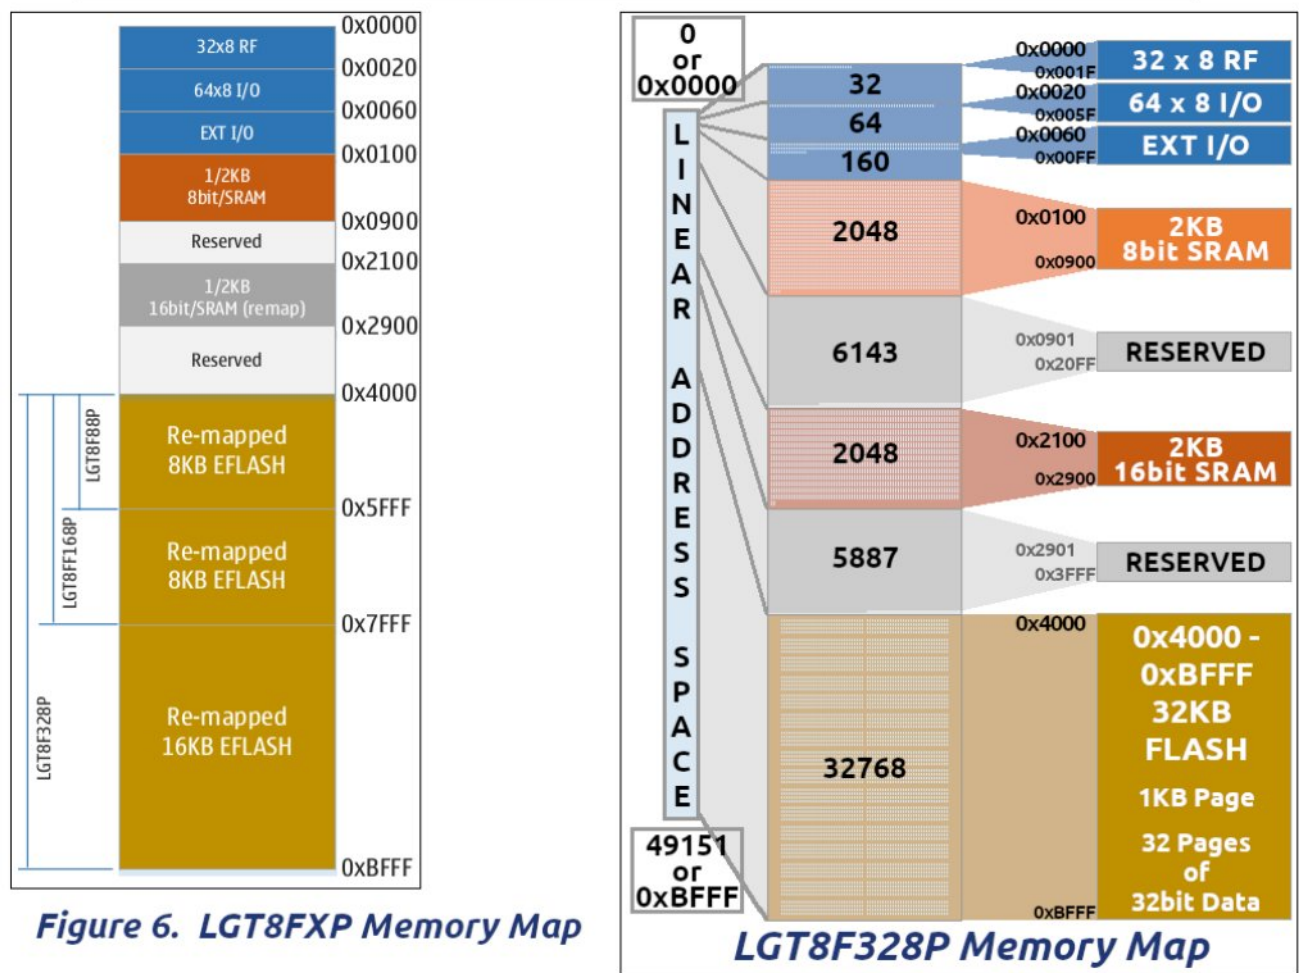 0x0000
32x8 RF
0x0020
64x8 I/O
0x0060
EXT I/O
0x0100
1/2KB
8bit/SRAM
0x0900
Reserved
0x2100
1/2KB
16bit/SRAM (remap)
0x2900
Reserved
0x4000
Re-mapped
8KB EFLASH
0x5FFF
Re-mapped
8KB EFLASH
0x7FFF
Re-mapped
16KB EFLASH
0xBFFF
LGT8F88P
LGT8FF168P
LGT8F328P
Figure 6. LGT8FXP Memory Map
0
or
0x0000
LINEAR ADDRESS SPACE
49151
or
0xBFFF
32
64
160
2048
6143
2048
5887
32768
0x0000
0x001F
32 x 8 RF
0x0020
0x005F
64 x 8 I/O
0x0060
0x00FF
EXT I/O
0x0100
0x0900
2KB
8bit SRAM
0x0901
0x20FF
RESERVED
0x2100
0x2900
2KB
16bit SRAM
0x2901
0x3FFF
RESERVED
0x4000
0xBFFF
0x4000 -
0xBFFF
32KB
FLASH
1KB Page
32 Pages
of
32bit Data
LGT8F328P Memory Map